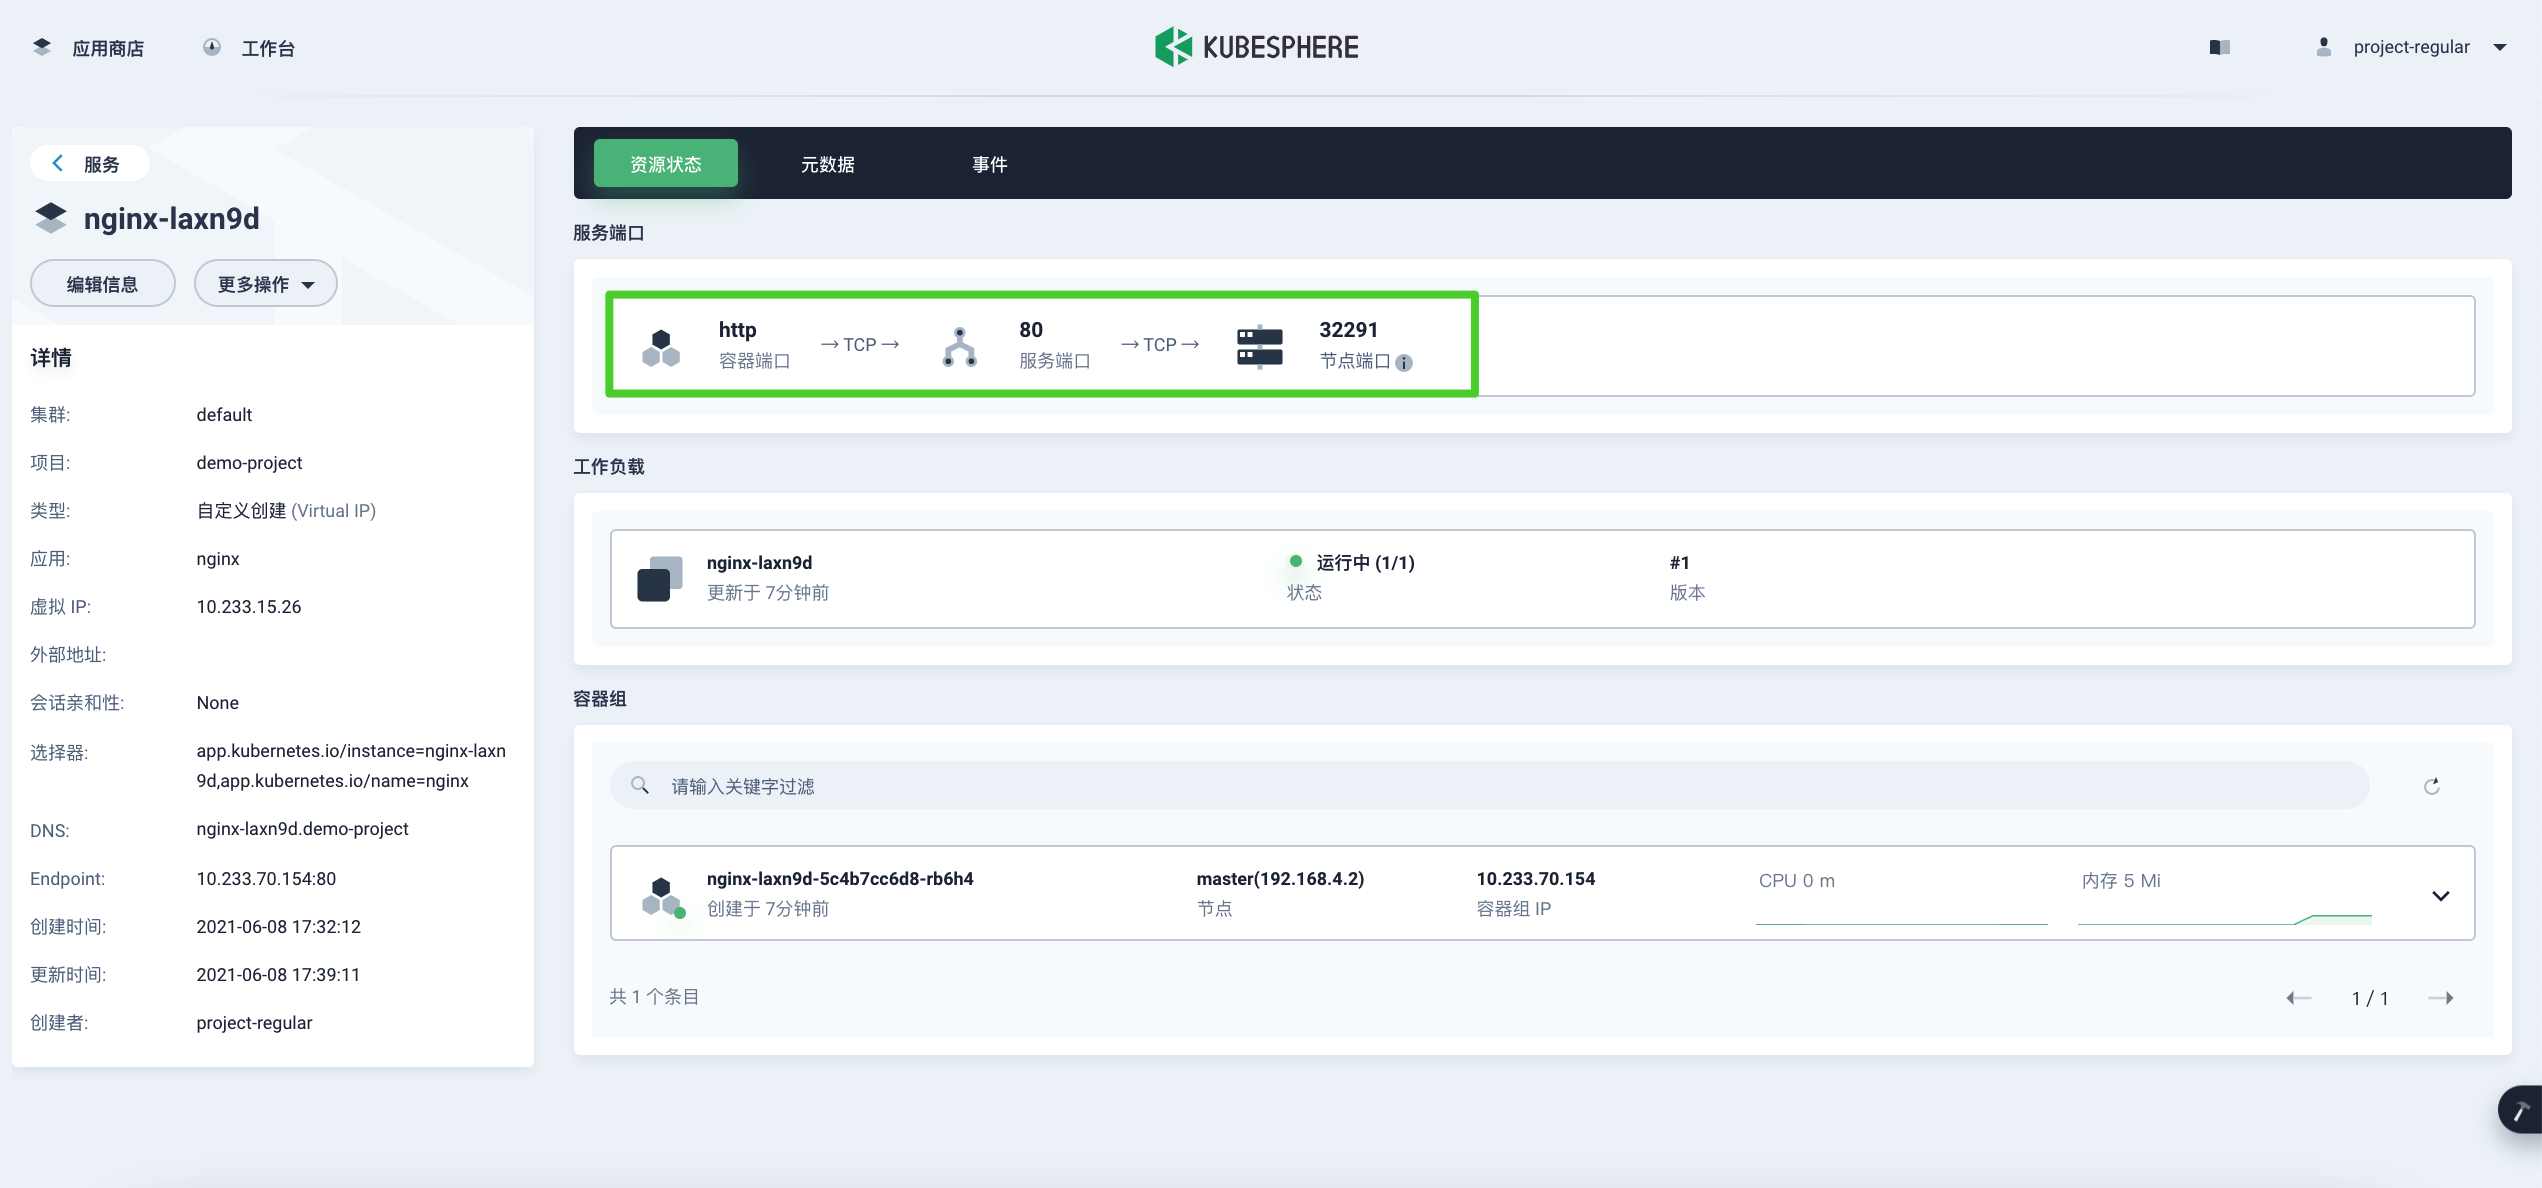 应用商店
工作台
KUBESPHERE
project-regular
服务
nginx-laxn9d
编辑信息
更多操作
详情
集群: default
项目: demo-project
类型: 自定义创建 (Virtual IP)
应用: nginx
虚拟 IP: 10.233.15.26
外部地址:
会话亲和性: None
选择器: app.kubernetes.io/instance=nginx-laxn
9d,app.kubernetes.io/name=nginx
DNS: nginx-laxn9d.demo-project
Endpoint: 10.233.70.154:80
创建时间: 2021-06-08 17:32:12
更新时间: 2021-06-08 17:39:11
创建者: project-regular
资源状态 元数据 事件
服务端口
http
容器端口
TCP
80
服务端口
TCP
32291
节点端口
工作负载
nginx-laxn9d
更新于 7分钟前
运行中 (1/1)
状态
#1
版本
容器组
请输入关键字过滤
nginx-laxn9d-5c4b7cc6d8-rb6h4
创建于 7分钟前
master(192.168.4.2)
节点
10.233.70.154
容器组 IP
CPU 0 m
内存 5 Mi
共 1 个条目
1 / 1